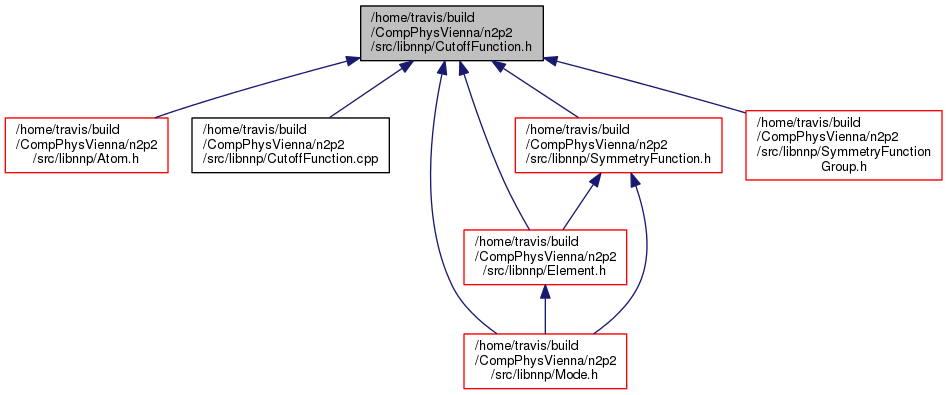 /home/travis/build
/CompPhysVienna/n2p2
/src/libnnp/CutoffFunction.h
/home/travis/build
/CompPhysVienna/n2p2
/src/libnnp/Atom.h
/home/travis/build
/CompPhysVienna/n2p2
/src/libnnp/CutoffFunction.cpp
/home/travis/build
/CompPhysVienna/n2p2
/src/libnnp/SymmetryFunction.h
/home/travis/build
/CompPhysVienna/n2p2
/src/libnnp/SymmetryFunction
Group.h
/home/travis/build
/CompPhysVienna/n2p2
/src/libnnp/Element.h
/home/travis/build
/CompPhysVienna/n2p2
/src/libnnp/Mode.h